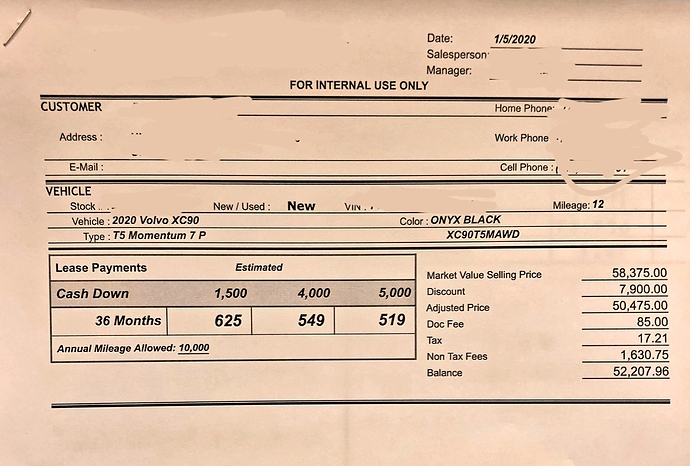 Date: 1/5/2020
Salesperson
Manager:
FOR INTERNAL USE ONLY
CUSTOMER Home Phone:
Address : Work Phone
E-Mail : Cell Phone :
VEHICLE
Stock New / Used : New VIN Mileage: 12
Vehicle : 2020 Volvo XC90 Color : ONYX BLACK
Type : T5 Momentum 7 P XC90T5MAWD
Lease Payments Estimated
Cash Down 1,500 4,000 5,000
36 Months 625 549 519
Annual Mileage Allowed: 10,000
Market Value Selling Price 58,375.00
Discount 7,900.00
Adjusted Price 50,475.00
Doc Fee 85.00
Tax 17.21
Non Tax Fees 1,630.75
Balance 52,207.96